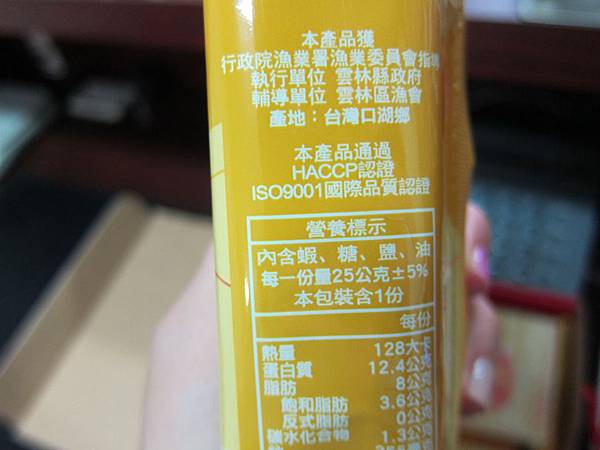 本產品獲
行政院漁業署漁業委員會指
執行單位 雲林縣政府
輔導單位 雲林區漁會
產地：台灣口湖鄉
本產品通過
HACCP認證
ISO9001國際品質認證
營養標示
內含蝦、糖、鹽、油
每一份量25公克±5%
本包裝含1份
每份
熱量 128大卡
蛋白質 12.4公克
脂肪 8公克
飽和脂肪 3.6公克
反式脂肪 0公克
碳水化合物 1.3公克